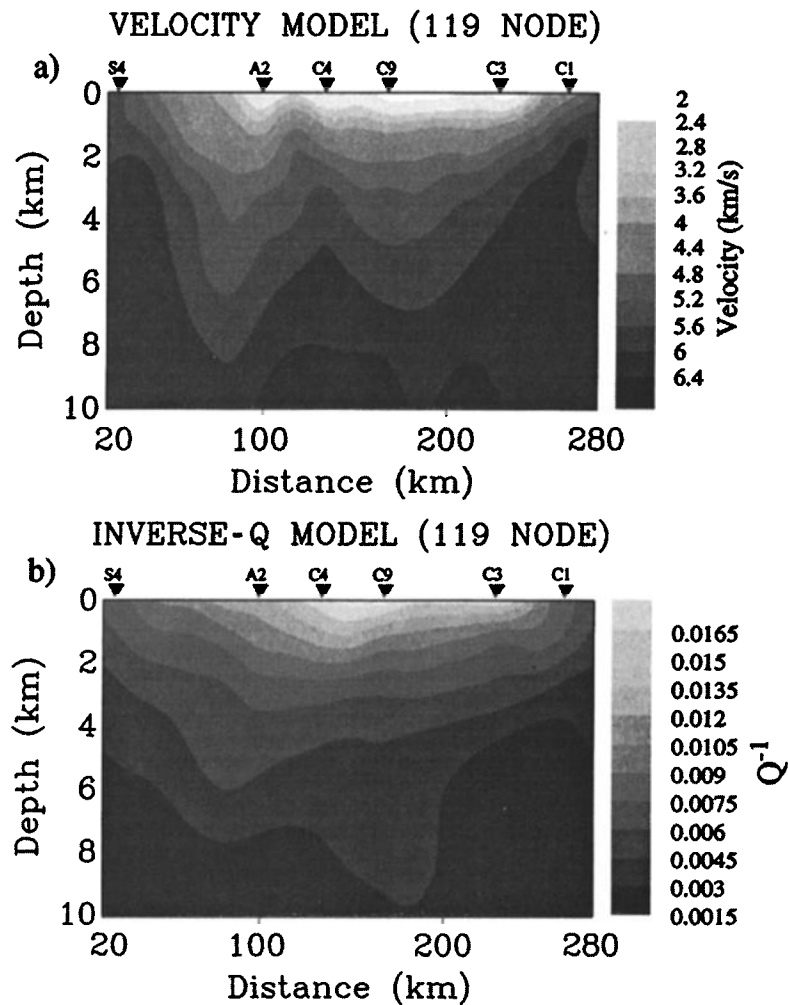 VELOCITY MODEL (119 NODE)
a)
S4 A2 C4 C9 C3 C1
0
2
4
6
8
10
Depth (km)
20 100 200 280
Distance (km)
2
2.4
2.8
3.2
3.6
4
4.4
4.8
5.2
5.6
6
6.4
Velocity (km/s)
INVERSE-Q MODEL (119 NODE)
b)
S4 A2 C4 C9 C3 C1
0
2
4
6
8
10
Depth (km)
20 100 200 280
Distance (km)
0.0165
0.015
0.0135
0.012
0.0105
0.009
0.0075
0.006
0.0045
0.003
0.0015
Q⁻¹